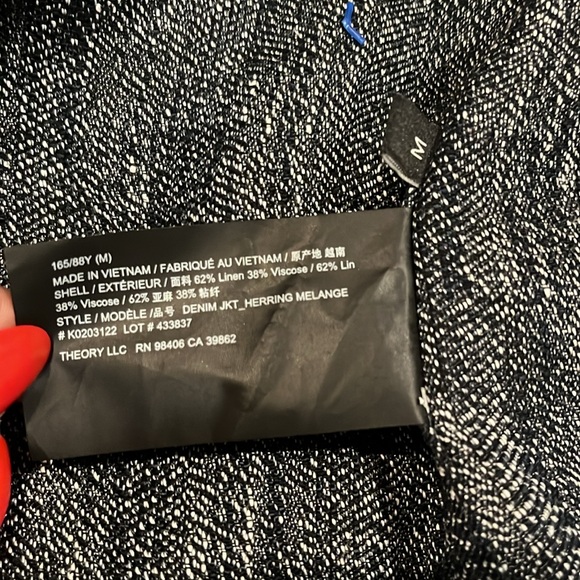 M
165/88Y (M)
MADE IN VIETNAM / FABRIQUÉ AU VIETNAM / 原产地 越南
SHELL / EXTÉRIEUR / 面料 62% Linen 38% Viscose / 62% Lin
38% Viscose / 62% 亚麻 38% 粘纤
STYLE / MODÈLE /品号 DENIM JKT_HERRING MELANGE
# K0203122 LOT # 433837
THEORY LLC RN 98406 CA 39862